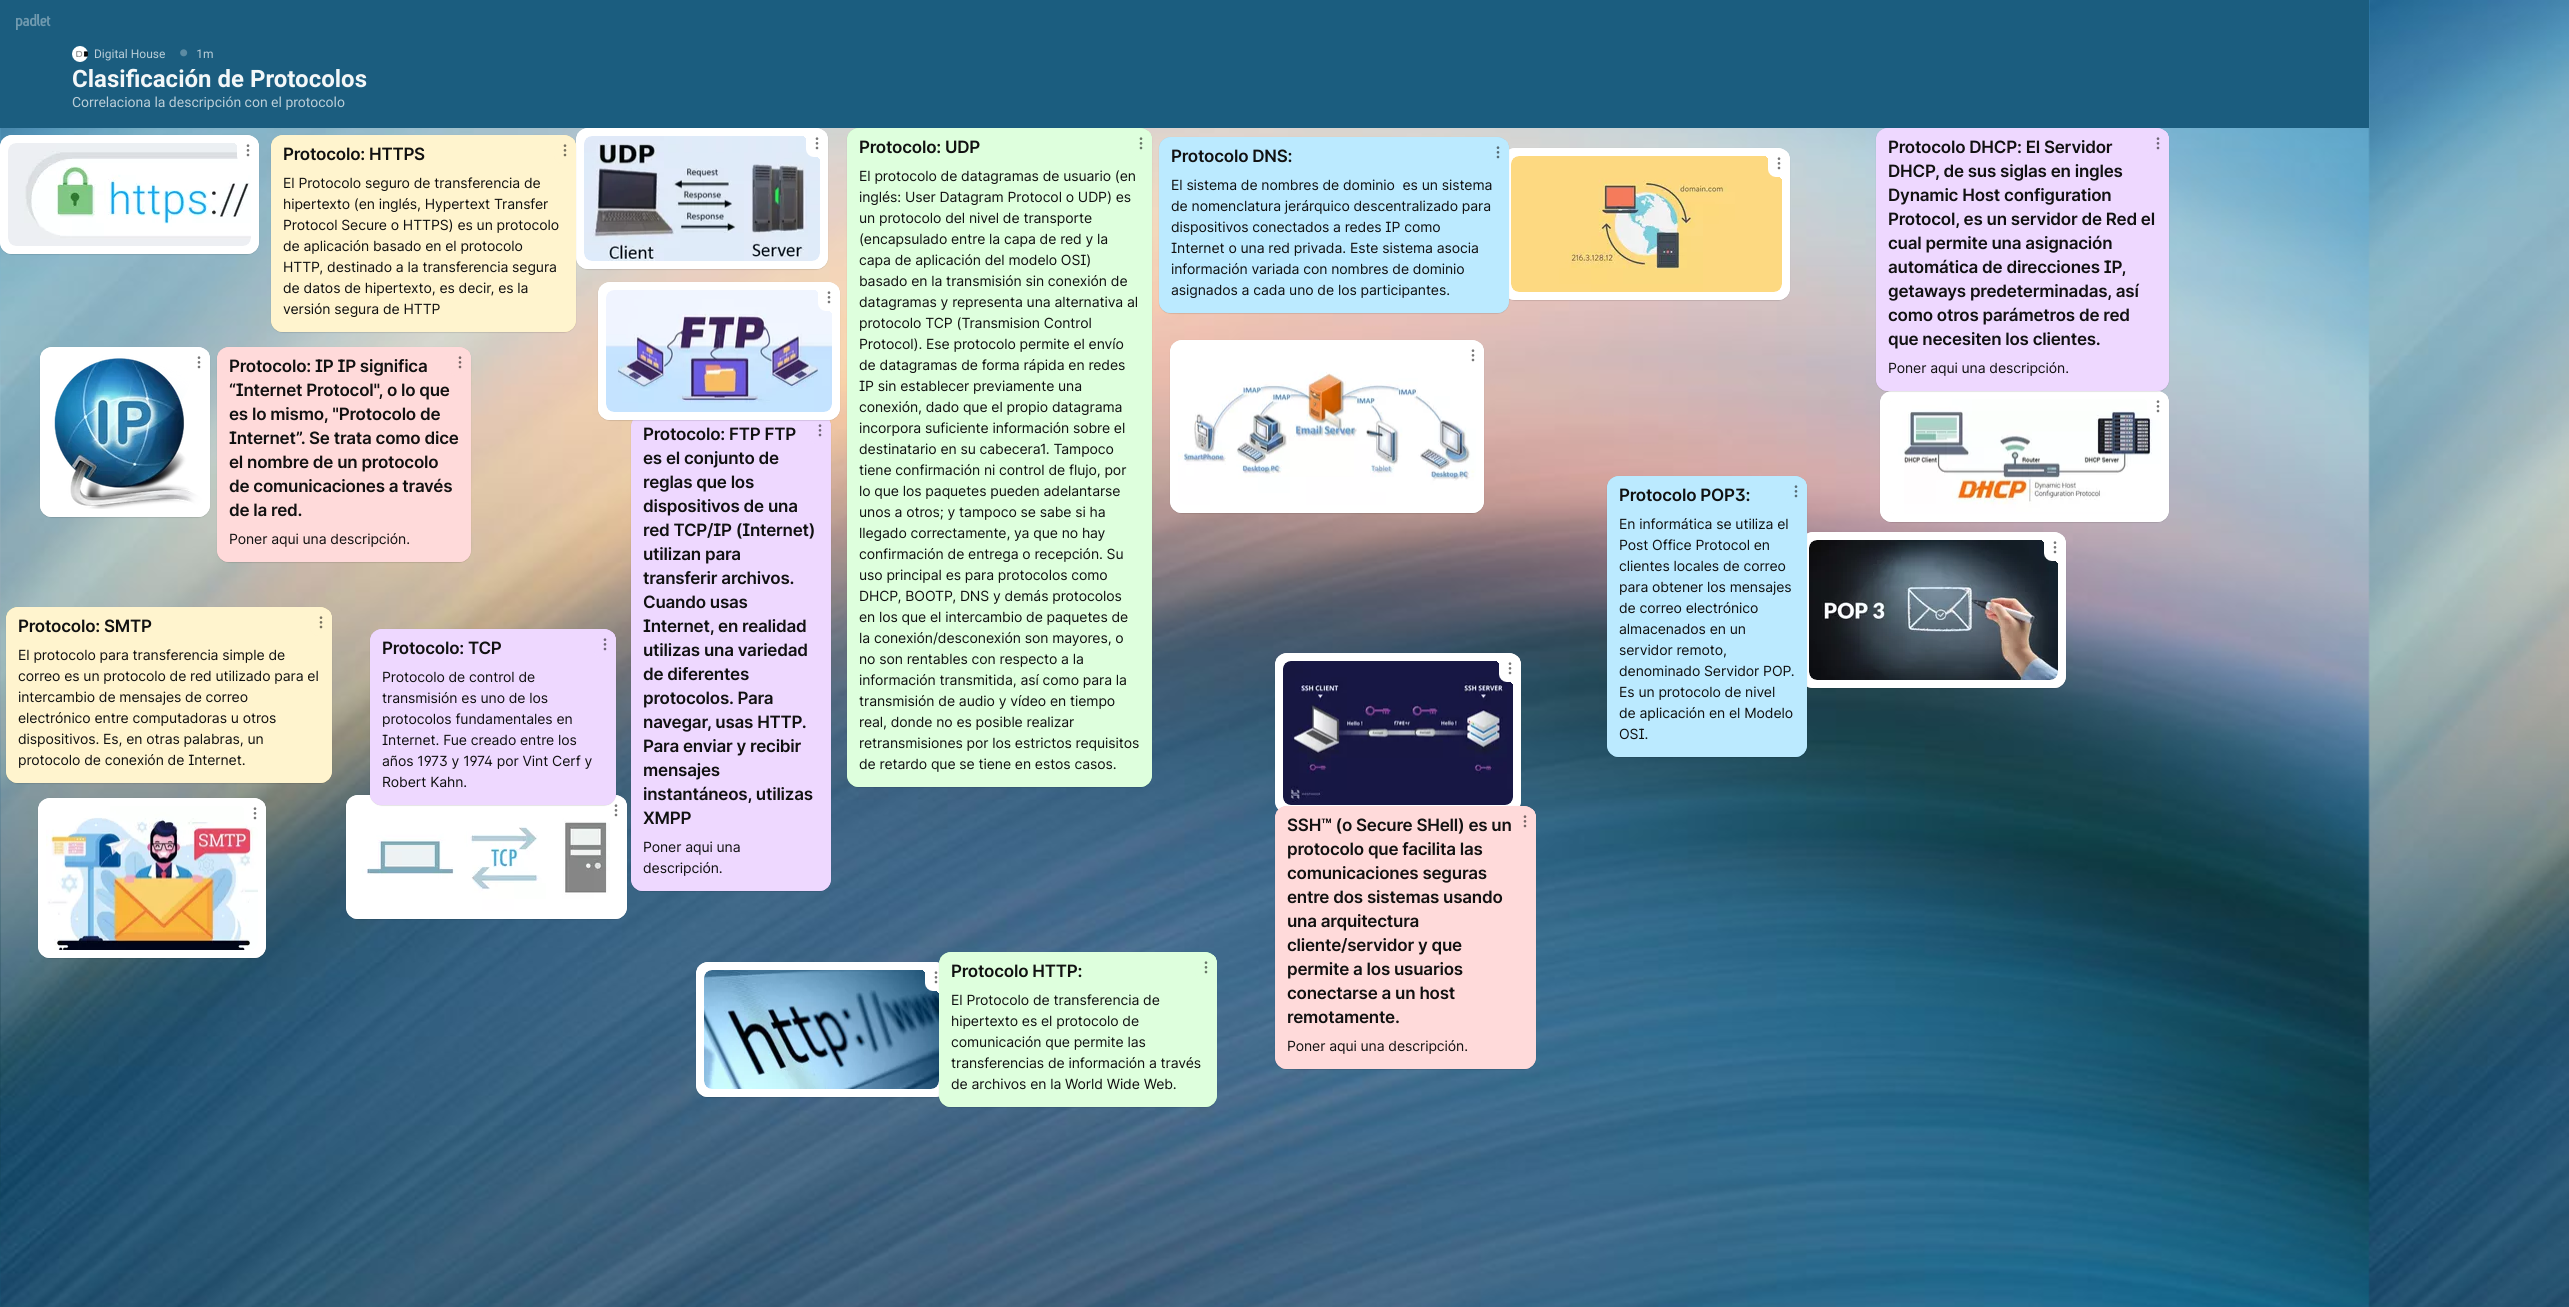 padlet
Digital House • 1m
Clasificación de Protocolos
Correlaciona la descripción con el protocolo
https://
Protocolo: HTTPS
El Protocolo seguro de transferencia de
hipertexto (en inglés, Hypertext Transfer
Protocol Secure o HTTPS) es un protocolo
de aplicación basado en el protocolo
HTTP, destinado a la transferencia segura
de datos de hipertexto, es decir, es la
versión segura de HTTP
UDP
Request
Response
Response
Client
Server
FTP
Protocolo: UDP
El protocolo de datagramas de usuario (en
inglés: User Datagram Protocol o UDP) es
un protocolo del nivel de transporte
(encapsulado entre la capa de red y la
capa de aplicación del modelo OSI)
basado en la transmisión sin conexión de
datagramas y representa una alternativa al
protocolo TCP (Transmision Control
Protocol). Ese protocolo permite el envío
de datagramas de forma rápida en redes
IP sin establecer previamente una
conexión, dado que el propio datagrama
incorpora suficiente información sobre el
destinatario en su cabecera1. Tampoco
tiene confirmación ni control de flujo, por
lo que los paquetes pueden adelantarse
unos a otros; y tampoco se sabe si ha
llegado correctamente, ya que no hay
confirmación de entrega o recepción. Su
uso principal es para protocolos como
DHCP, BOOTP, DNS y demás protocolos
en los que el intercambio de paquetes de
la conexión/desconexión son mayores, o
no son rentables con respecto a la
información transmitida, así como para la
transmisión de audio y vídeo en tiempo
real, donde no es posible realizar
retransmisiones por los estrictos requisitos
de retardo que se tiene en estos casos.
Protocolo DNS:
El sistema de nombres de dominio  es un sistema
de nomenclatura jerárquico descentralizado para
dispositivos conectados a redes IP como
Internet o una red privada. Este sistema asocia
información variada con nombres de dominio
asignados a cada uno de los participantes.
domain.com
216.3.128.12
Protocolo DHCP: El Servidor
DHCP, de sus siglas en ingles
Dynamic Host configuration
Protocol, es un servidor de Red el
cual permite una asignación
automática de direcciones IP,
getaways predeterminadas, así
como otros parámetros de red
que necesiten los clientes.
Poner aqui una descripción.
DHCP Client
Router
DHCP Server
DHCP
Dynamic Host
Configuration Protocol
IP
Protocolo: IP IP significa
“Internet Protocol", o lo que
es lo mismo, "Protocolo de
Internet”. Se trata como dice
el nombre de un protocolo
de comunicaciones a través
de la red.
Poner aqui una descripción.
IMAP
IMAP
IMAP
IMAP
Email Server
SmartPhone
Desktop PC
Tablet
Desktop PC
Protocolo: FTP FTP
es el conjunto de
reglas que los
dispositivos de una
red TCP/IP (Internet)
utilizan para
transferir archivos.
Cuando usas
Internet, en realidad
utilizas una variedad
de diferentes
protocolos. Para
navegar, usas HTTP.
Para enviar y recibir
mensajes
instantáneos, utilizas
XMPP
Poner aqui una
descripción.
Protocolo POP3:
En informática se utiliza el
Post Office Protocol en
clientes locales de correo
para obtener los mensajes
de correo electrónico
almacenados en un
servidor remoto,
denominado Servidor POP.
Es un protocolo de nivel
de aplicación en el Modelo
OSI.
POP 3
Protocolo: SMTP
El protocolo para transferencia simple de
correo es un protocolo de red utilizado para el
intercambio de mensajes de correo
electrónico entre computadoras u otros
dispositivos. Es, en otras palabras, un
protocolo de conexión de Internet.
SMTP
Protocolo: TCP
Protocolo de control de
transmisión es uno de los
protocolos fundamentales en
Internet. Fue creado entre los
años 1973 y 1974 por Vint Cerf y
Robert Kahn.
TCP
SSH CLIENT
SSH SERVER
Hello !
Hello !
SSH™ (o Secure SHell) es un
protocolo que facilita las
comunicaciones seguras
entre dos sistemas usando
una arquitectura
cliente/servidor y que
permite a los usuarios
conectarse a un host
remotamente.
Poner aqui una descripción.
http://www
Protocolo HTTP:
El Protocolo de transferencia de
hipertexto es el protocolo de
comunicación que permite las
transferencias de información a través
de archivos en la World Wide Web.